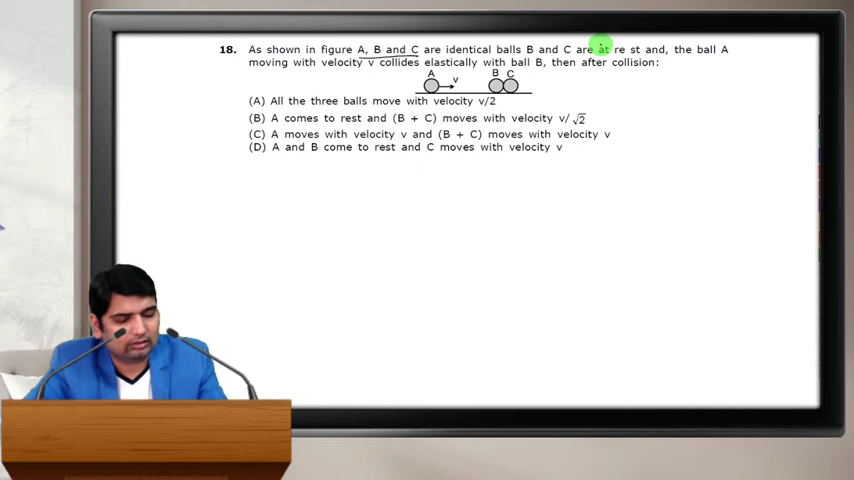 18. As shown in figure A, B and C are identical balls B and C are at re st and, the ball A
moving with velocity v collides elastically with ball B, then after collision:
A v B C
(A) All the three balls move with velocity v/2
(B) A comes to rest and (B + C) moves with velocity v/√2
(C) A moves with velocity v and (B + C) moves with velocity v
(D) A and B come to rest and C moves with velocity v